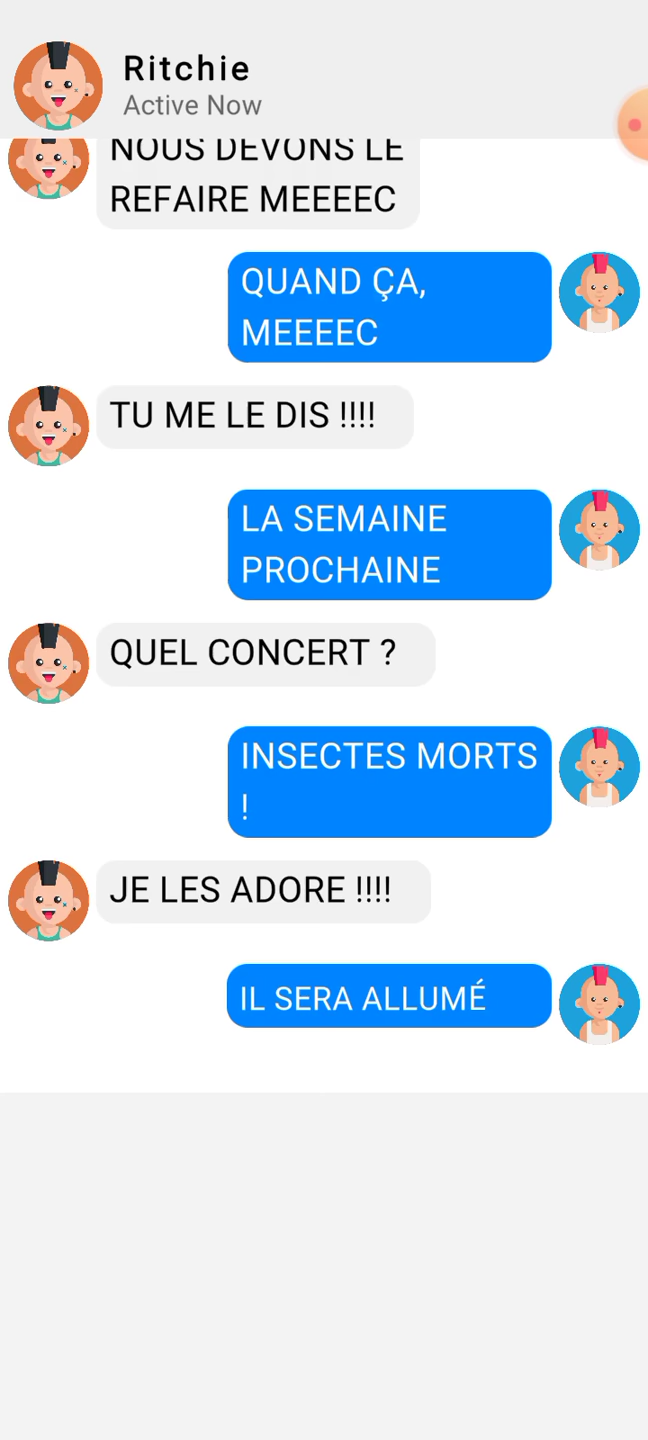 Ritchie
Active Now
NOUS DEVONS LE
REFAIRE MEEEEC
QUAND ÇA,
MEEEEC
TU ME LE DIS !!!!
LA SEMAINE
PROCHAINE
QUEL CONCERT ?
INSECTES MORTS
!
JE LES ADORE !!!!
IL SERA ALLUMÉ